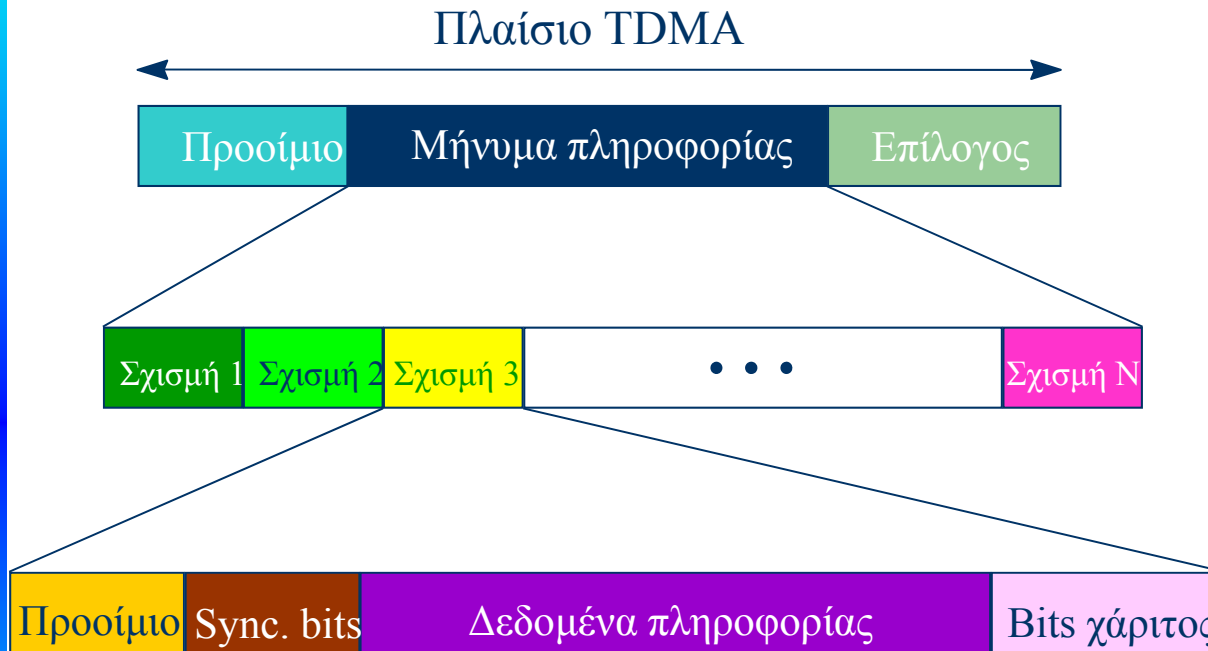 Πλαίσιο TDMA
Προοίμιο Μήνυμα πληροφορίας Επίλογος
Σχισμή 1 Σχισμή 2 Σχισμή 3 • • • Σχισμή N
Προοίμιο Sync. bits Δεδομένα πληροφορίας Bits χάριτος